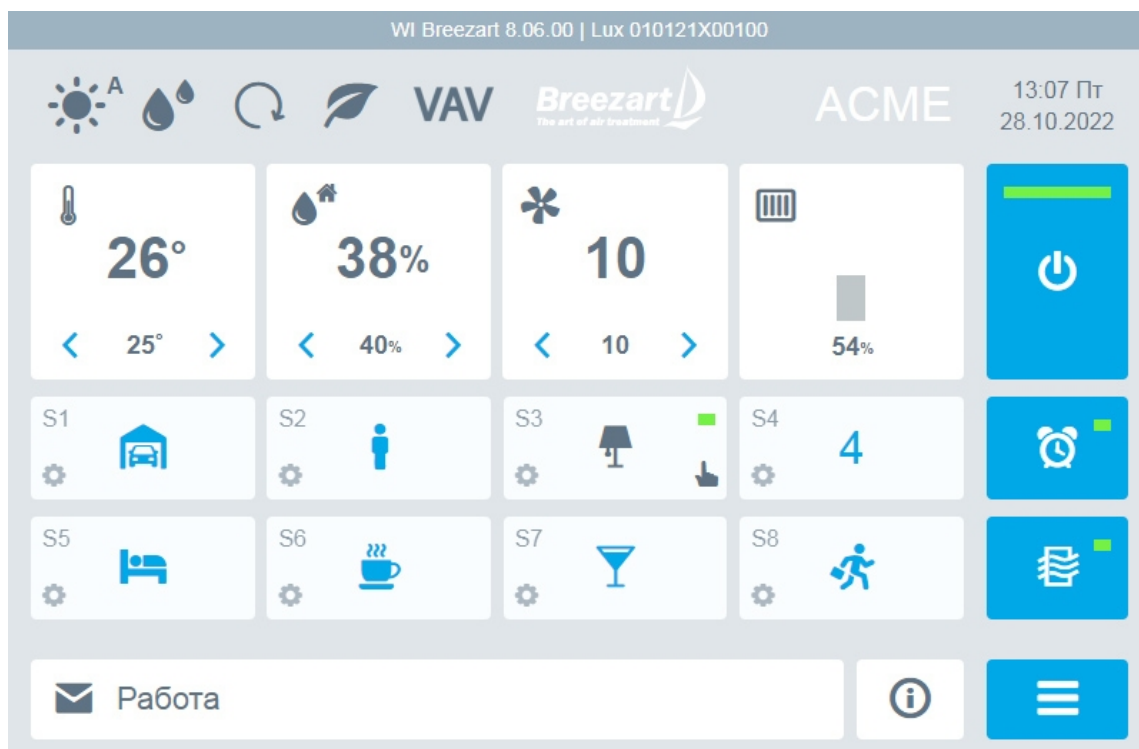 WI Breezart 8.06.00 | Lux 010121X00100
A
VAV
Breezart
The art of air treatment
ACME
13:07 Пт
28.10.2022
26°
38%
10
25°
40%
10
54%
S1
S2
S3
S4
4
S5
S6
S7
S8
Работа